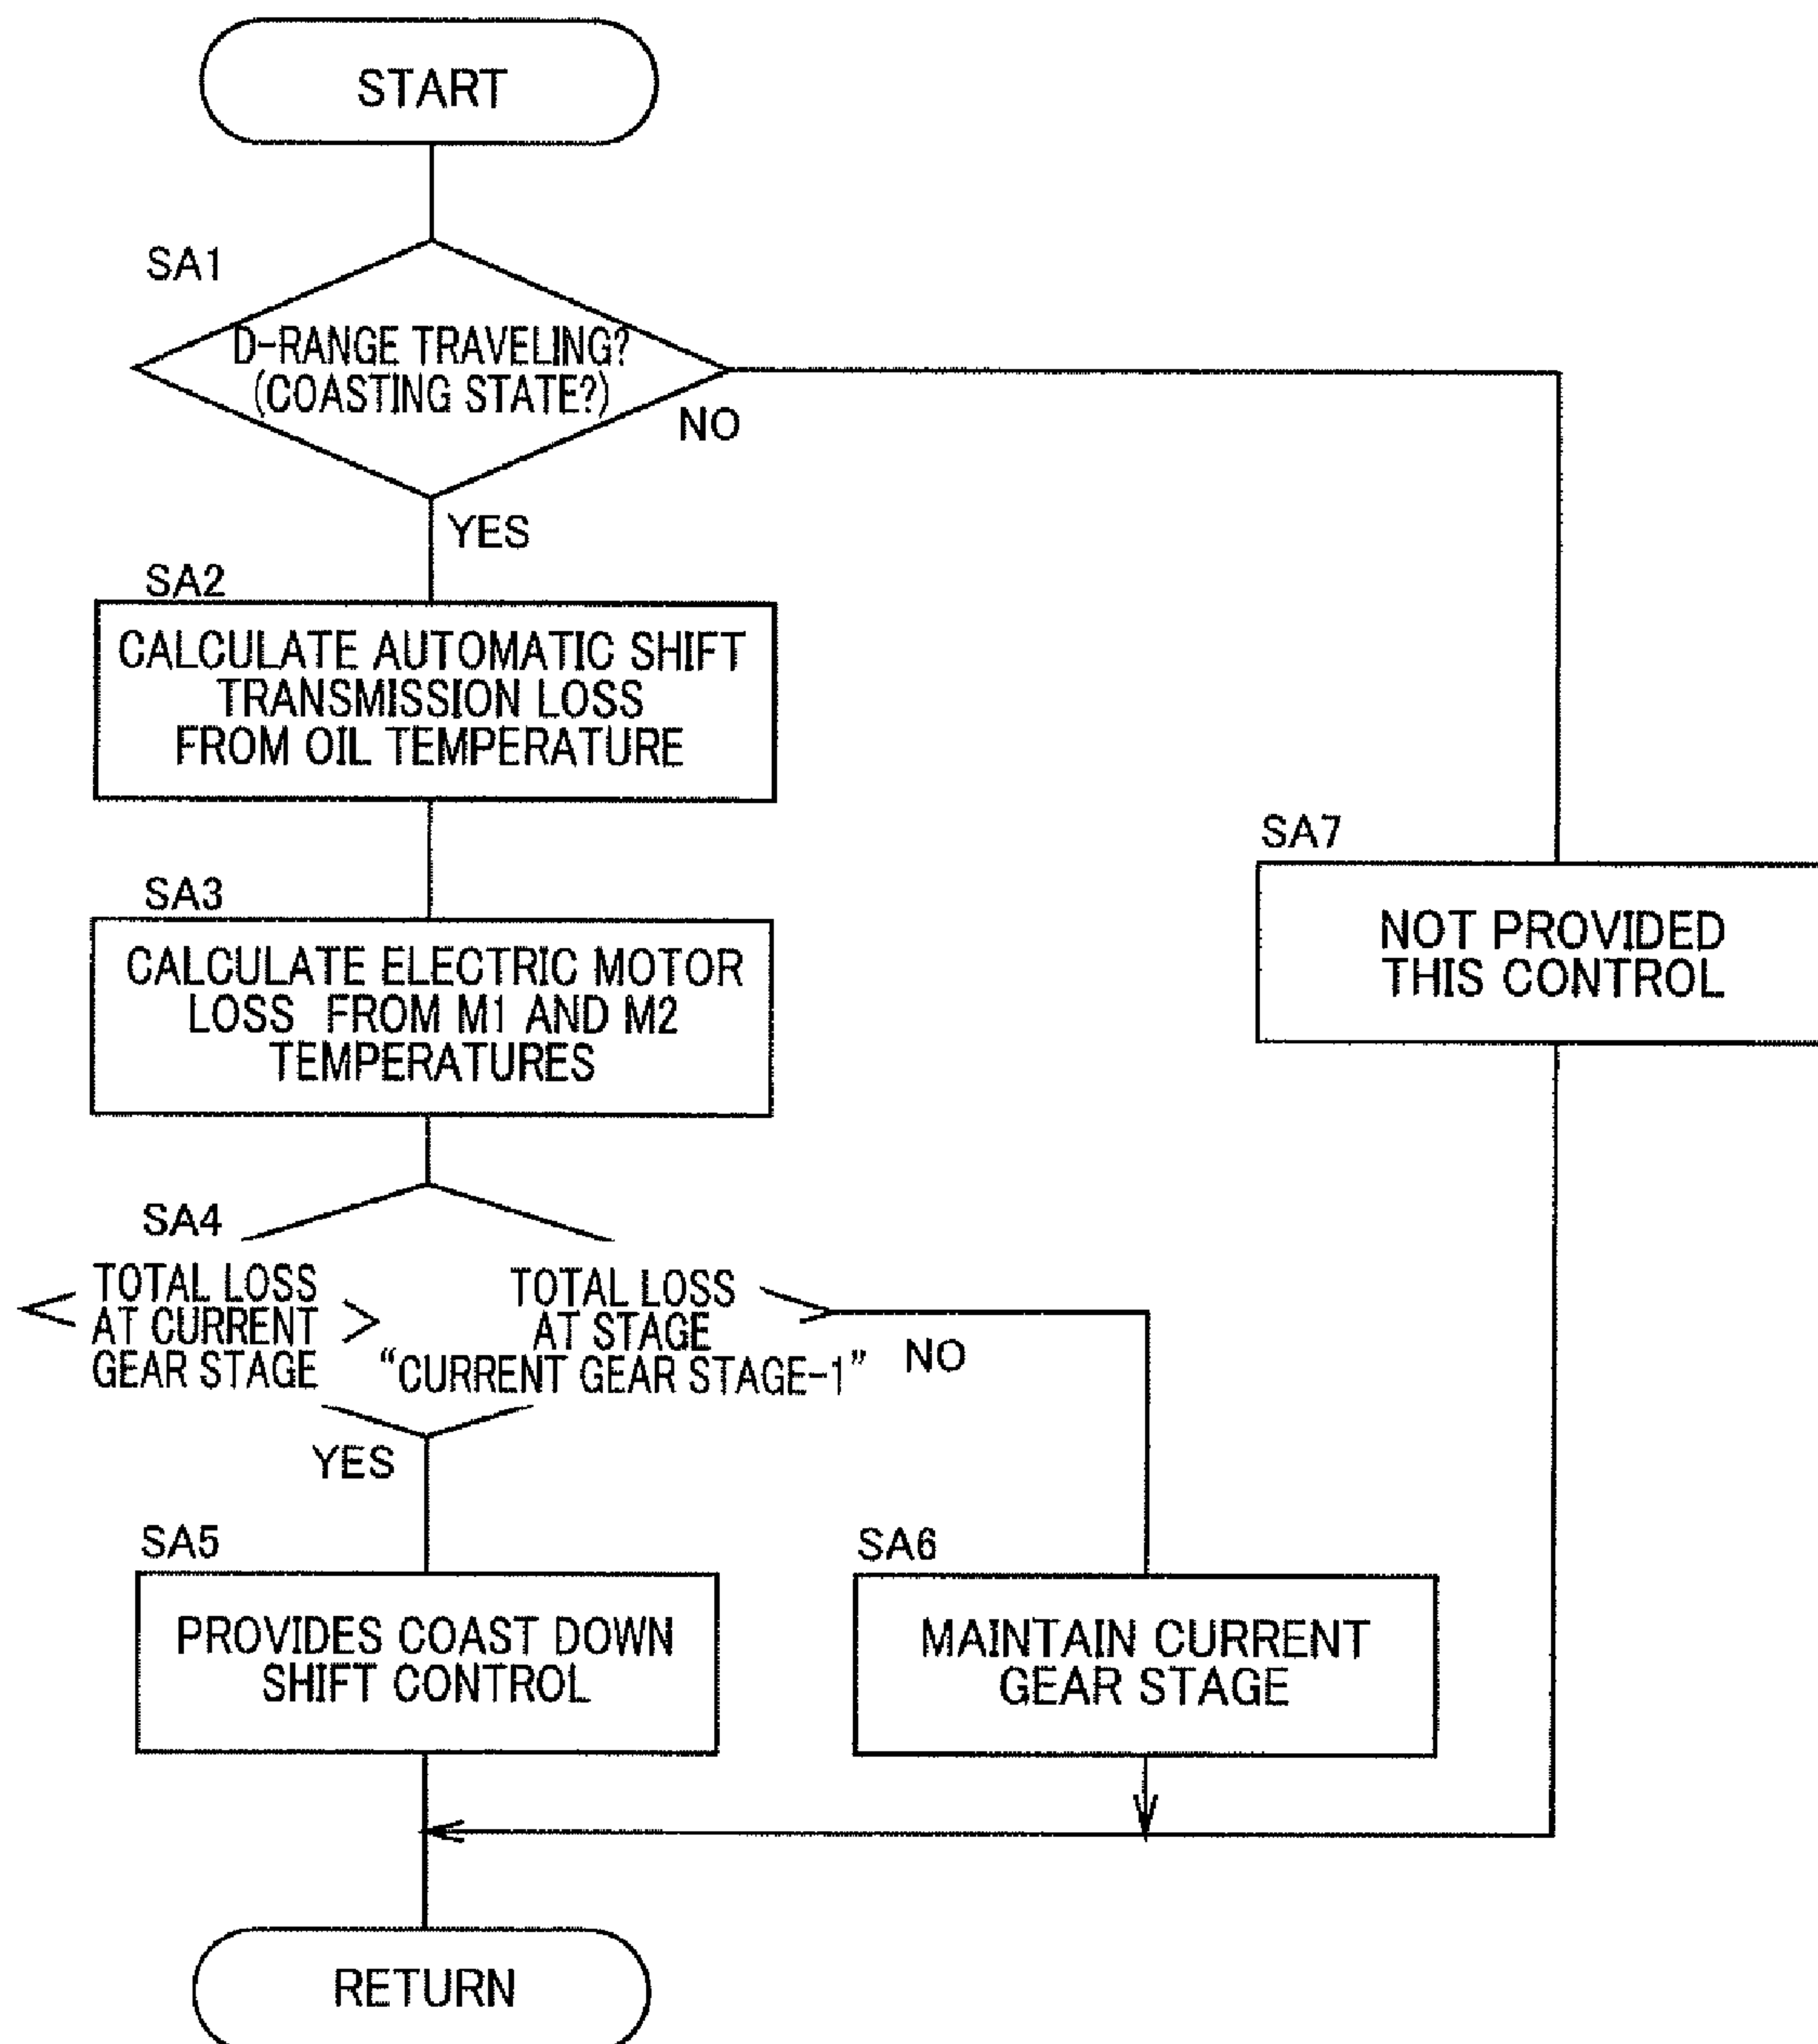 START
SA1
D-RANGE TRAVELING?
(COASTING STATE?)
NO
YES
SA2
CALCULATE AUTOMATIC SHIFT
TRANSMISSION LOSS
FROM OIL TEMPERATURE
SA3
CALCULATE ELECTRIC MOTOR
LOSS FROM M1 AND M2
TEMPERATURES
SA4
TOTAL LOSS
AT CURRENT
GEAR STAGE
>
TOTAL LOSS
AT STAGE
“CURRENT GEAR STAGE-1”
NO
YES
SA5
PROVIDES COAST DOWN
SHIFT CONTROL
SA6
MAINTAIN CURRENT
GEAR STAGE
SA7
NOT PROVIDED
THIS CONTROL
RETURN